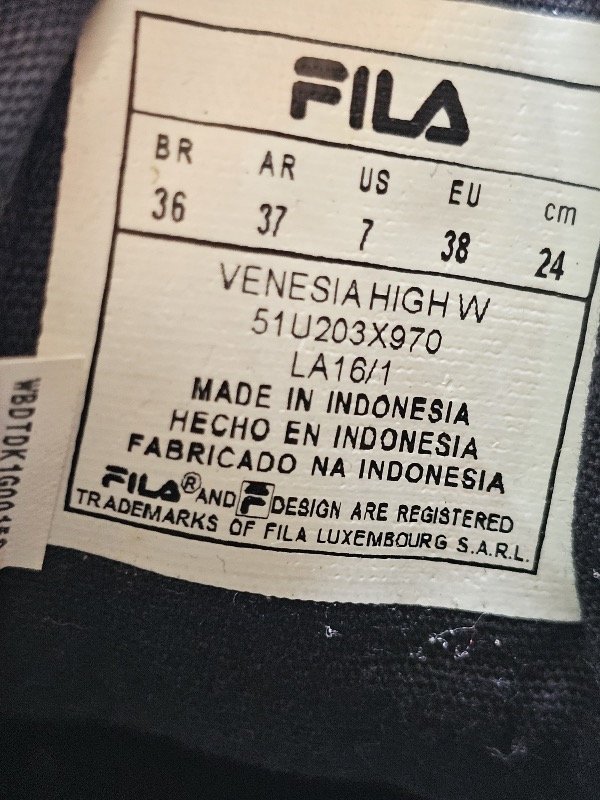 FILA
BR AR US EU cm
36 37 7 38 24
VENESIA HIGH W
51U203X970
LA16/1
MADE IN INDONESIA
HECHO EN INDONESIA
FABRICADO NA INDONESIA
FILA® AND F DESIGN ARE REGISTERED
TRADEMARKS OF FILA LUXEMBOURG S.A.R.L.